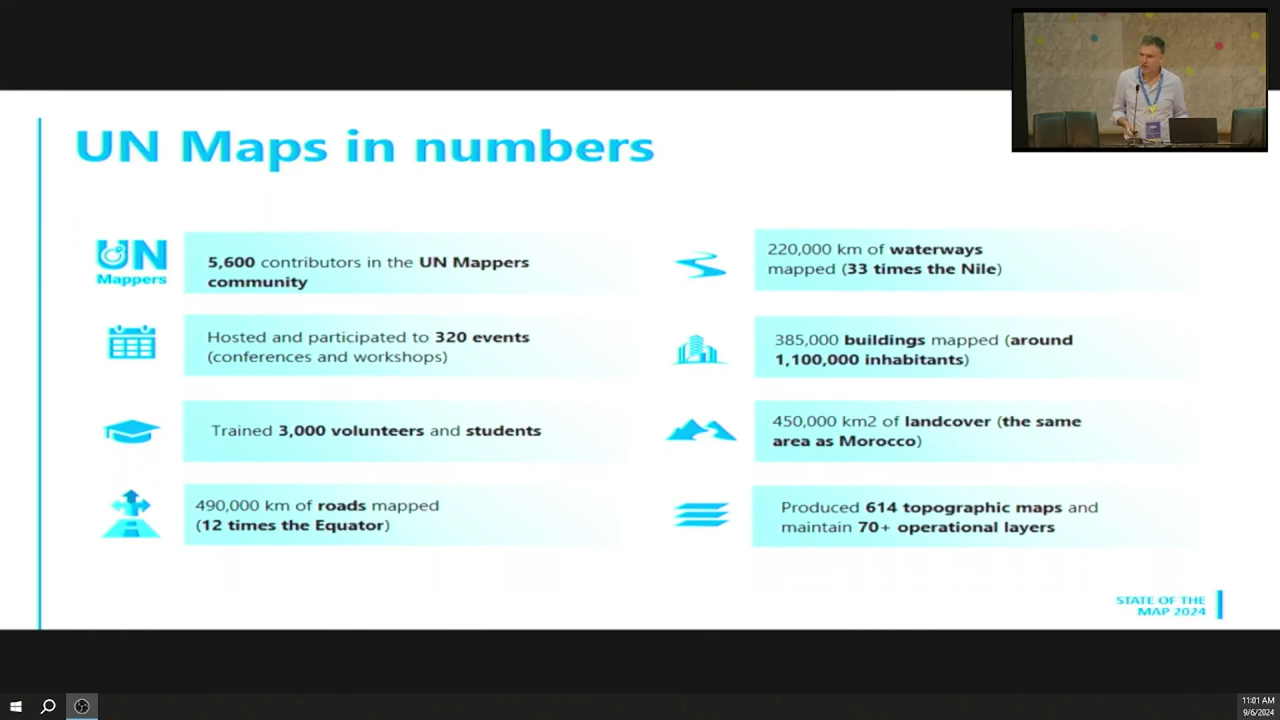 UN Maps in numbers
UN
Mappers
5,600 contributors in the UN Mappers
community
Hosted and participated to 320 events
(conferences and workshops)
Trained 3,000 volunteers and students
490,000 km of roads mapped
(12 times the Equator)
220,000 km of waterways
mapped (33 times the Nile)
385,000 buildings mapped (around
1,100,000 inhabitants)
450,000 km2 of landcover (the same
area as Morocco)
Produced 614 topographic maps and
maintain 70+ operational layers
STATE OF THE
MAP 2024
11:01 AM
9/6/2024